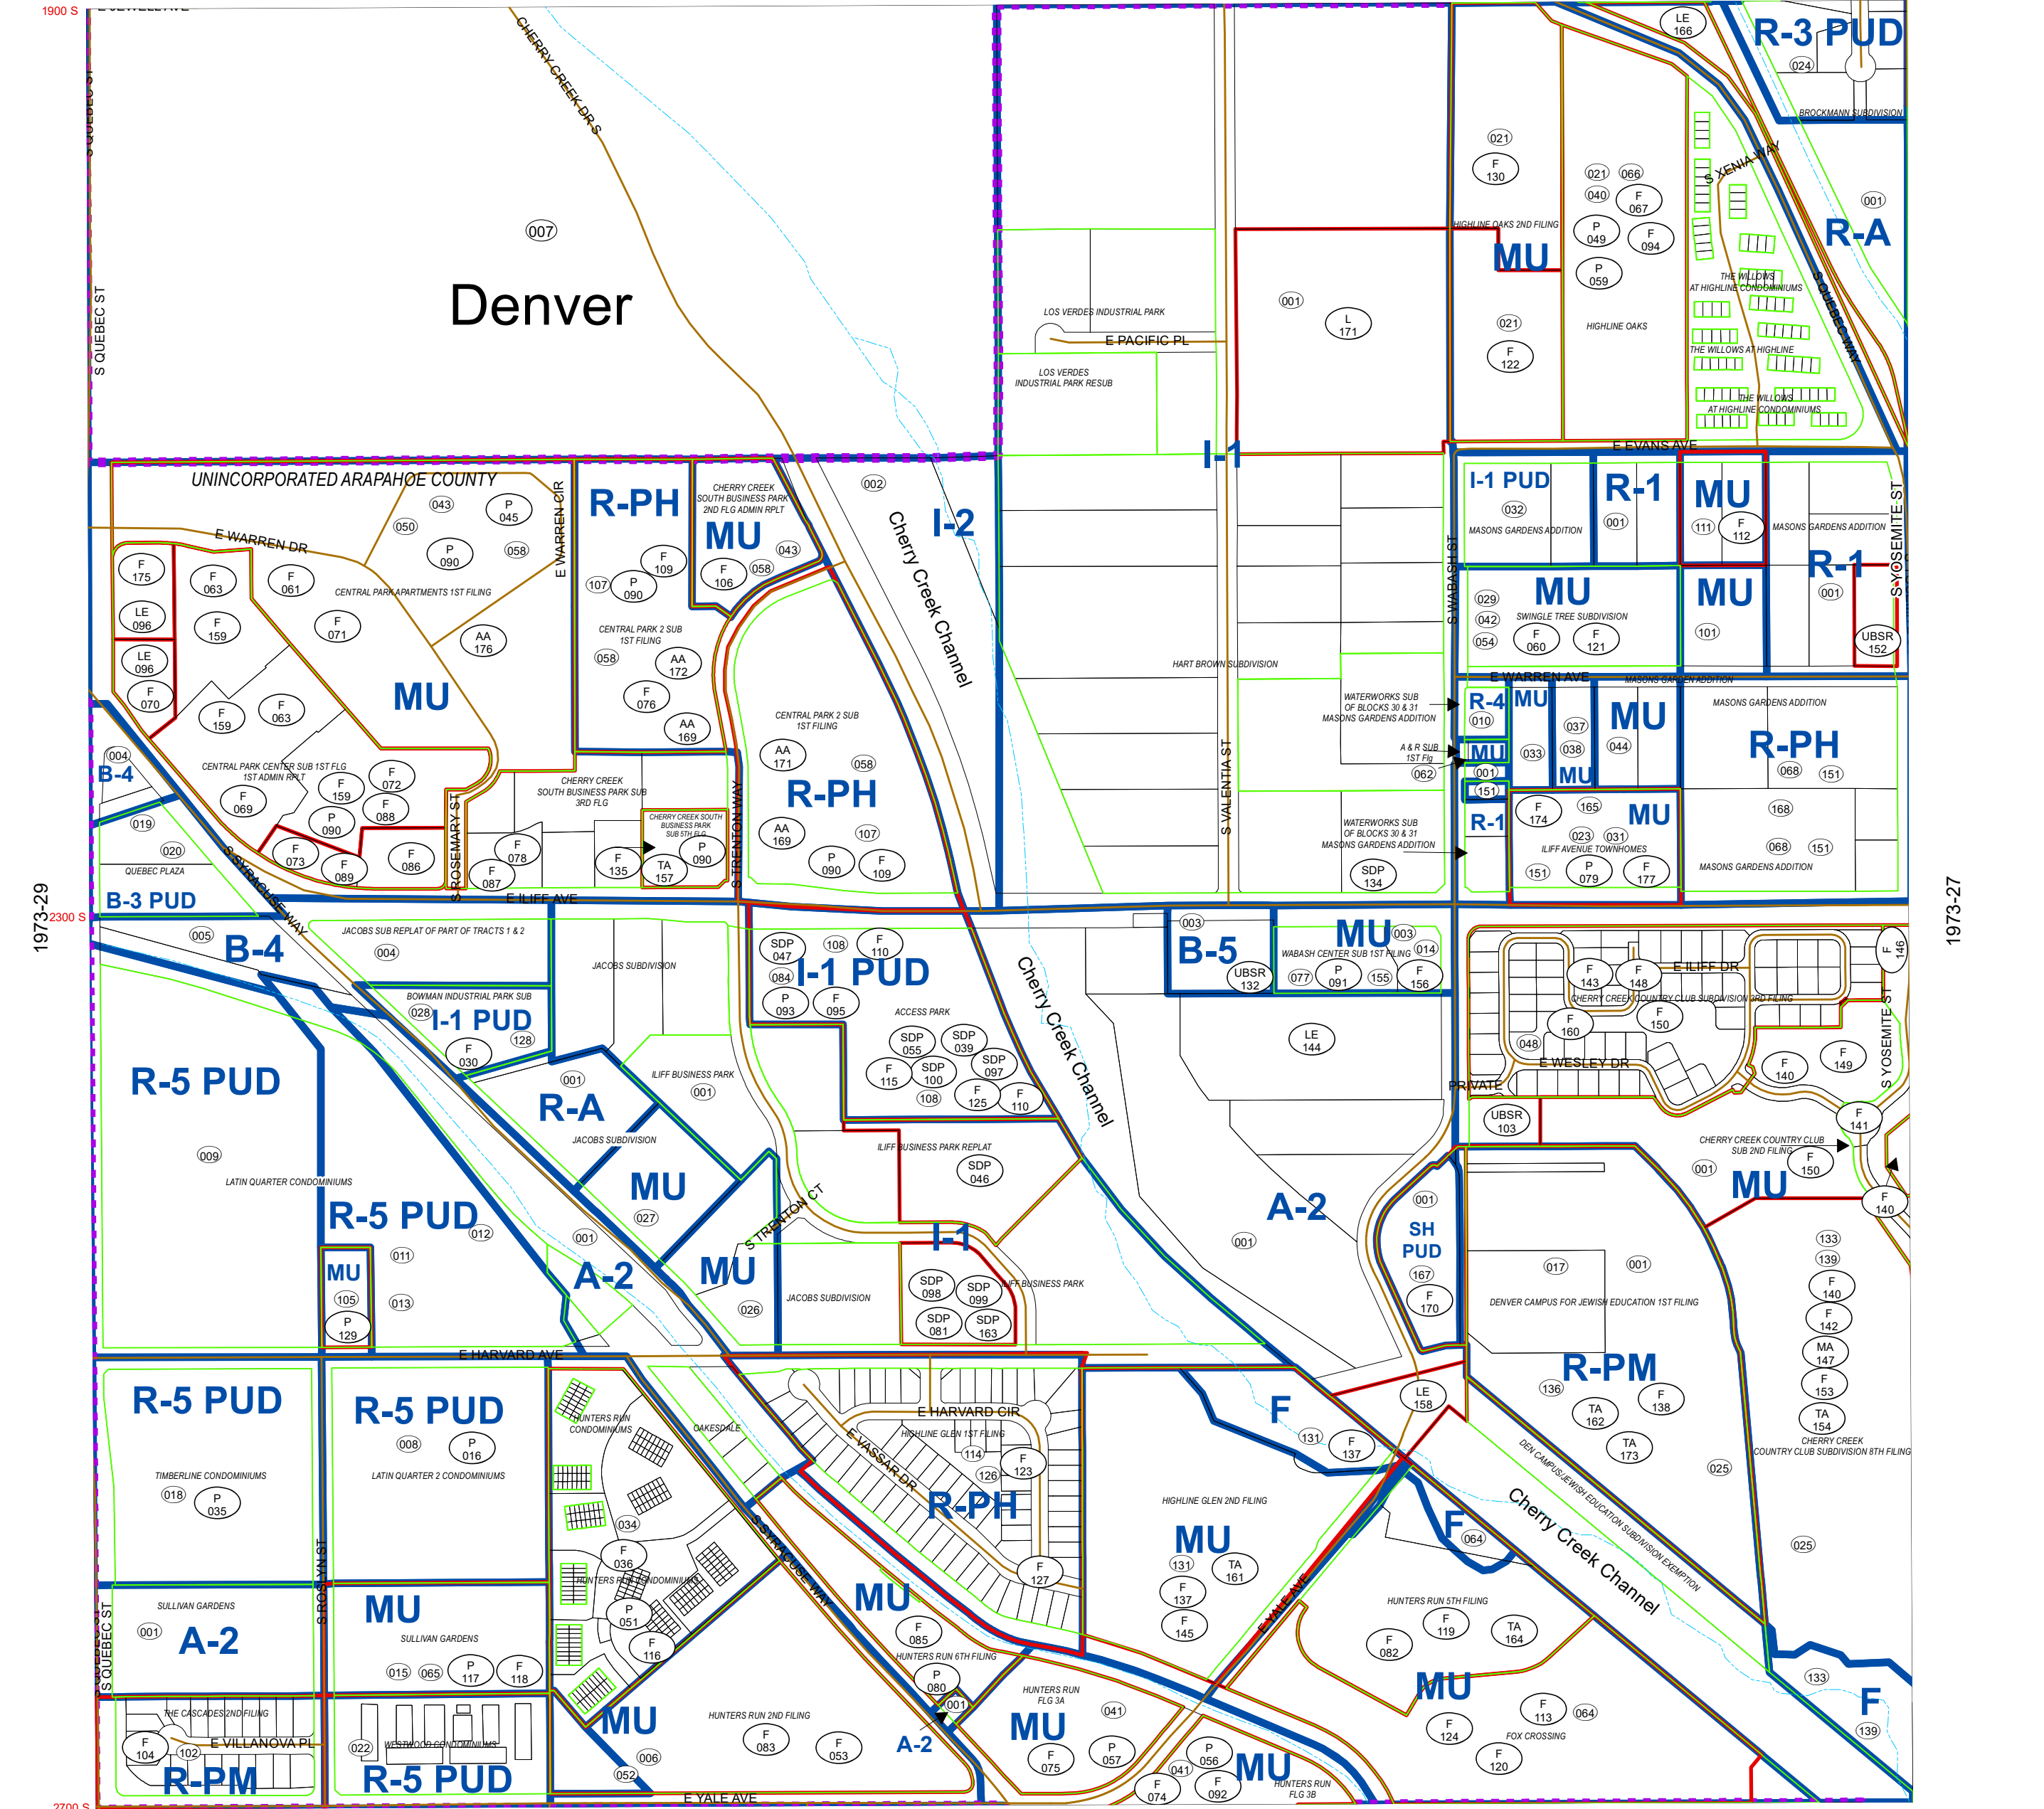 1900 S
E JEWELL AVE
S QUEBEC ST
CHERRY CREEK DR S
LE
166
R-3 PUD
024
BROCKMANN SUBDIVISION
021
F
130
021
066
040
F
067
P
049
F
094
P
059
S XENIA WAY
001
R-A
007
Denver
S QUEBEC ST
HIGHLINE OAKS 2ND FILING
MU
THE WILLOWS
AT HIGHLINE CONDOMINIUMS
S QUEBEC WAY
LOS VERDES INDUSTRIAL PARK
E PACIFIC PL
001
L
171
021
F
122
HIGHLINE OAKS
THE WILLOWS AT HIGHLINE
LOS VERDES
INDUSTRIAL PARK RESUB
THE WILLOWS
AT HIGHLINE CONDOMINIUMS
I-1
E EVANS AVE
UNINCORPORATED ARAPAHOE COUNTY
043
P
045
050
058
P
090
E WARREN DR
E WARREN CIR
R-PH
CHERRY CREEK
SOUTH BUSINESS PARK
2ND FLG ADMIN RPLT
MU
043
058
F
106
F
109
107
P
090
002
I-2
Cherry Creek Channel
I-1 PUD
032
MASONS GARDENS ADDITION
R-1
001
MU
111
F
112
MASONS GARDENS ADDITION
R-1
001
S YOSEMITE ST
S WABASH ST
F
175
LE
096
LE
096
F
070
F
063
F
061
CENTRAL PARK APARTMENTS 1ST FILING
F
159
F
071
AA
176
F
159
F
063
MU
CENTRAL PARK 2 SUB
1ST FILING
058
AA
172
F
076
AA
169
CENTRAL PARK 2 SUB
1ST FILING
AA
171
058
R-PH
AA
169
107
P
090
F
109
HART BROWN SUBDIVISION
S VALENTIA ST
029
042
054
MU
SWINGLE TREE SUBDIVISION
F
060
F
121
MU
101
UBSR
152
E WARREN AVE
MASONS GARDEN ADDITION
WATERWORKS SUB
OF BLOCKS 30 & 31
MASONS GARDENS ADDITION
R-4
010
MU
033
037
038
MU
MU
044
MASONS GARDENS ADDITION
R-PH
068
151
A & R SUB
1ST Flg
062
MU
001
151
R-1
WATERWORKS SUB
OF BLOCKS 30 & 31
MASONS GARDENS ADDITION
SDP
134
F
174
165
MU
023
031
ILIFF AVENUE TOWNHOMES
151
P
079
F
177
168
068
151
MASONS GARDENS ADDITION
004
B-4
019
020
QUEBEC PLAZA
B-3 PUD
CENTRAL PARK CENTER SUB 1ST FLG
1ST ADMIN RPLT
F
069
F
159
F
072
P
090
F
088
F
073
F
089
F
086
S ROSEMARY ST
CHERRY CREEK
SOUTH BUSINESS PARK SUB
3RD FLG
F
087
F
078
F
135
CHERRY CREEK SOUTH
BUSINESS PARK
SUB 5TH FLG
TA
157
P
090
S TRENTON WAY
S SYRACUSE WAY
E ILIFF AVE
1973-29
2300 S
1973-27
005
B-4
JACOBS SUB REPLAT OF PART OF TRACTS 1 & 2
004
JACOBS SUBDIVISION
BOWMAN INDUSTRIAL PARK SUB
028
I-1 PUD
128
F
030
SDP
047
108
F
110
084
I-1 PUD
P
093
F
095
ACCESS PARK
SDP
055
SDP
039
SDP
097
F
115
SDP
100
108
F
125
F
110
Cherry Creek Channel
003
B-5
UBSR
132
MU
003
014
WABASH CENTER SUB 1ST FILING
077
P
091
155
F
156
LE
144
F
143
F
148
E ILIFF DR
CHERRY CREEK COUNTRY CLUB SUBDIVISION 3RD FILING
F
160
F
150
048
E WESLEY DR
F
146
F
140
F
149
S YOSEMITE ST
PRIVATE
UBSR
103
F
141
R-5 PUD
009
LATIN QUARTER CONDOMINIUMS
001
R-A
JACOBS SUBDIVISION
ILIFF BUSINESS PARK
001
MU
027
ILIFF BUSINESS PARK REPLAT
SDP
046
CHERRY CREEK COUNTRY CLUB
SUB 2ND FILING
001
MU
F
150
F
140
R-5 PUD
012
011
MU
105
P
129
013
001
A-2
S TRENTON CT
MU
026
JACOBS SUBDIVISION
I-1
SDP
098
SDP
099
SDP
081
SDP
163
ILIFF BUSINESS PARK
A-2
001
001
SH
PUD
167
F
170
017
001
DENVER CAMPUS FOR JEWISH EDUCATION 1ST FILING
R-PM
136
F
138
TA
162
TA
173
133
139
F
140
F
142
MA
147
F
153
TA
154
CHERRY CREEK
COUNTRY CLUB SUBDIVISION 8TH FILING
025
025
E HARVARD AVE
R-5 PUD
TIMBERLINE CONDOMINIUMS
018
P
035
R-5 PUD
008
P
016
LATIN QUARTER 2 CONDOMINIUMS
HUNTERS RUN
CONDOMINIUMS
034
F
036
HUNTERS RUN CONDOMINIUMS
P
051
F
116
OAKESDALE
E HARVARD CIR
HIGHLINE GLEN 1ST FILING
E VASSAR DR
114
126
F
123
R-PH
F
127
S SYRACUSE WAY
F
131
F
137
LE
158
HIGHLINE GLEN 2ND FILING
MU
131
TA
161
F
137
F
145
E YALE AVE
F
064
DEN CAMPUS/JEWISH EDUCATION SUBDIVISION EXEMPTION
Cherry Creek Channel
SULLIVAN GARDENS
001
A-2
S ROSLYN ST
MU
SULLIVAN GARDENS
015
065
P
117
F
118
S QUEBEC ST
S QUEBEC ST
THE CASCADES 2ND FILING
F
104
102
E VILLANOVA PL
R-PM
022
WESTWOOD CONDOMINIUMS
R-5 PUD
MU
006
052
HUNTERS RUN 2ND FILING
F
083
F
053
MU
F
085
HUNTERS RUN 6TH FILING
P
080
001
A-2
HUNTERS RUN
FLG 3A
041
MU
F
075
P
057
P
056
041
F
074
F
092
MU
HUNTERS RUN
FLG 3B
HUNTERS RUN 5TH FILING
F
119
TA
164
F
082
MU
F
113
064
F
124
FOX CROSSING
F
120
133
F
139
E YALE AVE
2700 S